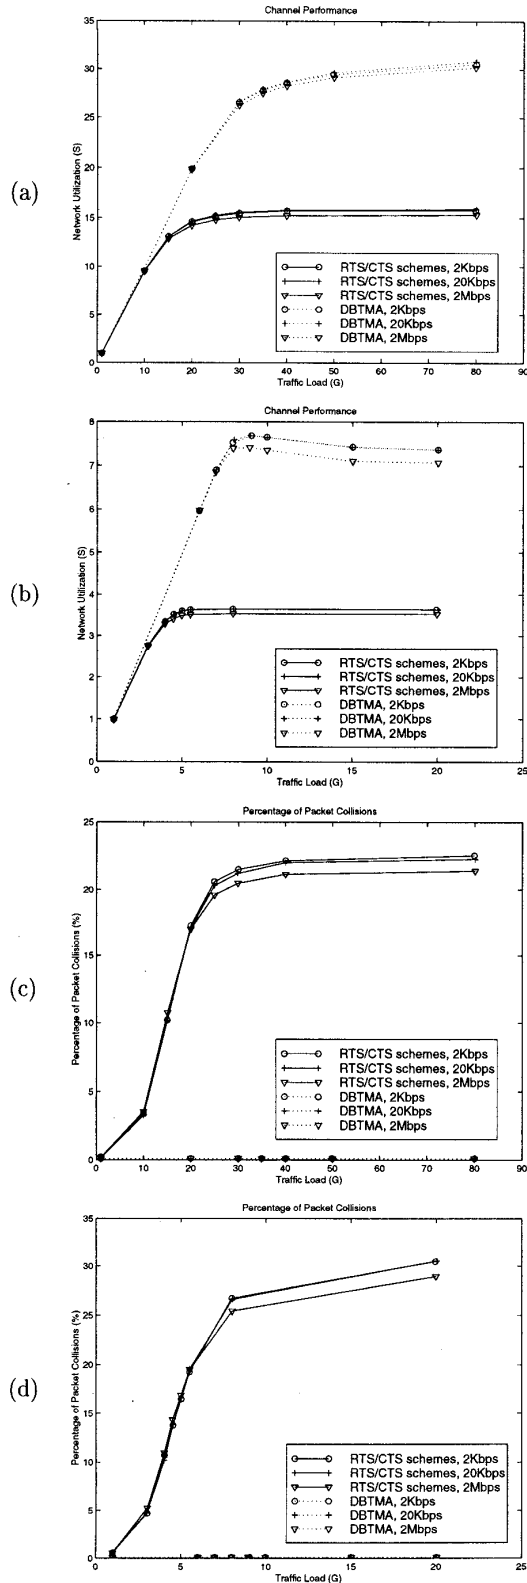 (a)
Channel Performance
Network Utilization (S)
35
30
25
20
15
10
5
0
RTS/CTS schemes, 2Kbps
RTS/CTS schemes, 20Kbps
RTS/CTS schemes, 2Mbps
DBTMA, 2Kbps
DBTMA, 20Kbps
DBTMA, 2Mbps
0 10 20 30 40 50 60 70 80 90
Traffic Load (G)
(b)
Channel Performance
Network Utilization (S)
8
7
6
5
4
3
2
1
0
RTS/CTS schemes, 2Kbps
RTS/CTS schemes, 20Kbps
RTS/CTS schemes, 2Mbps
DBTMA, 2Kbps
DBTMA, 20Kbps
DBTMA, 2Mbps
0 5 10 15 20 25
Traffic Load (G)
(c)
Percentage of Packet Collisions
Percentage of Packet Collisions (%)
25
20
15
10
5
0
RTS/CTS schemes, 2Kbps
RTS/CTS schemes, 20Kbps
RTS/CTS schemes, 2Mbps
DBTMA, 2Kbps
DBTMA, 20Kbps
DBTMA, 2Mbps
0 10 20 30 40 50 60 70 80 90
Traffic Load (G)
(d)
Percentage of Packet Collisions
Percentage of Packet Collisions (%)
35
30
25
20
15
10
5
0
RTS/CTS schemes, 2Kbps
RTS/CTS schemes, 20Kbps
RTS/CTS schemes, 2Mbps
DBTMA, 2Kbps
DBTMA, 20Kbps
DBTMA, 2Mbps
0 5 10 15 20 25
Traffic Load (G)